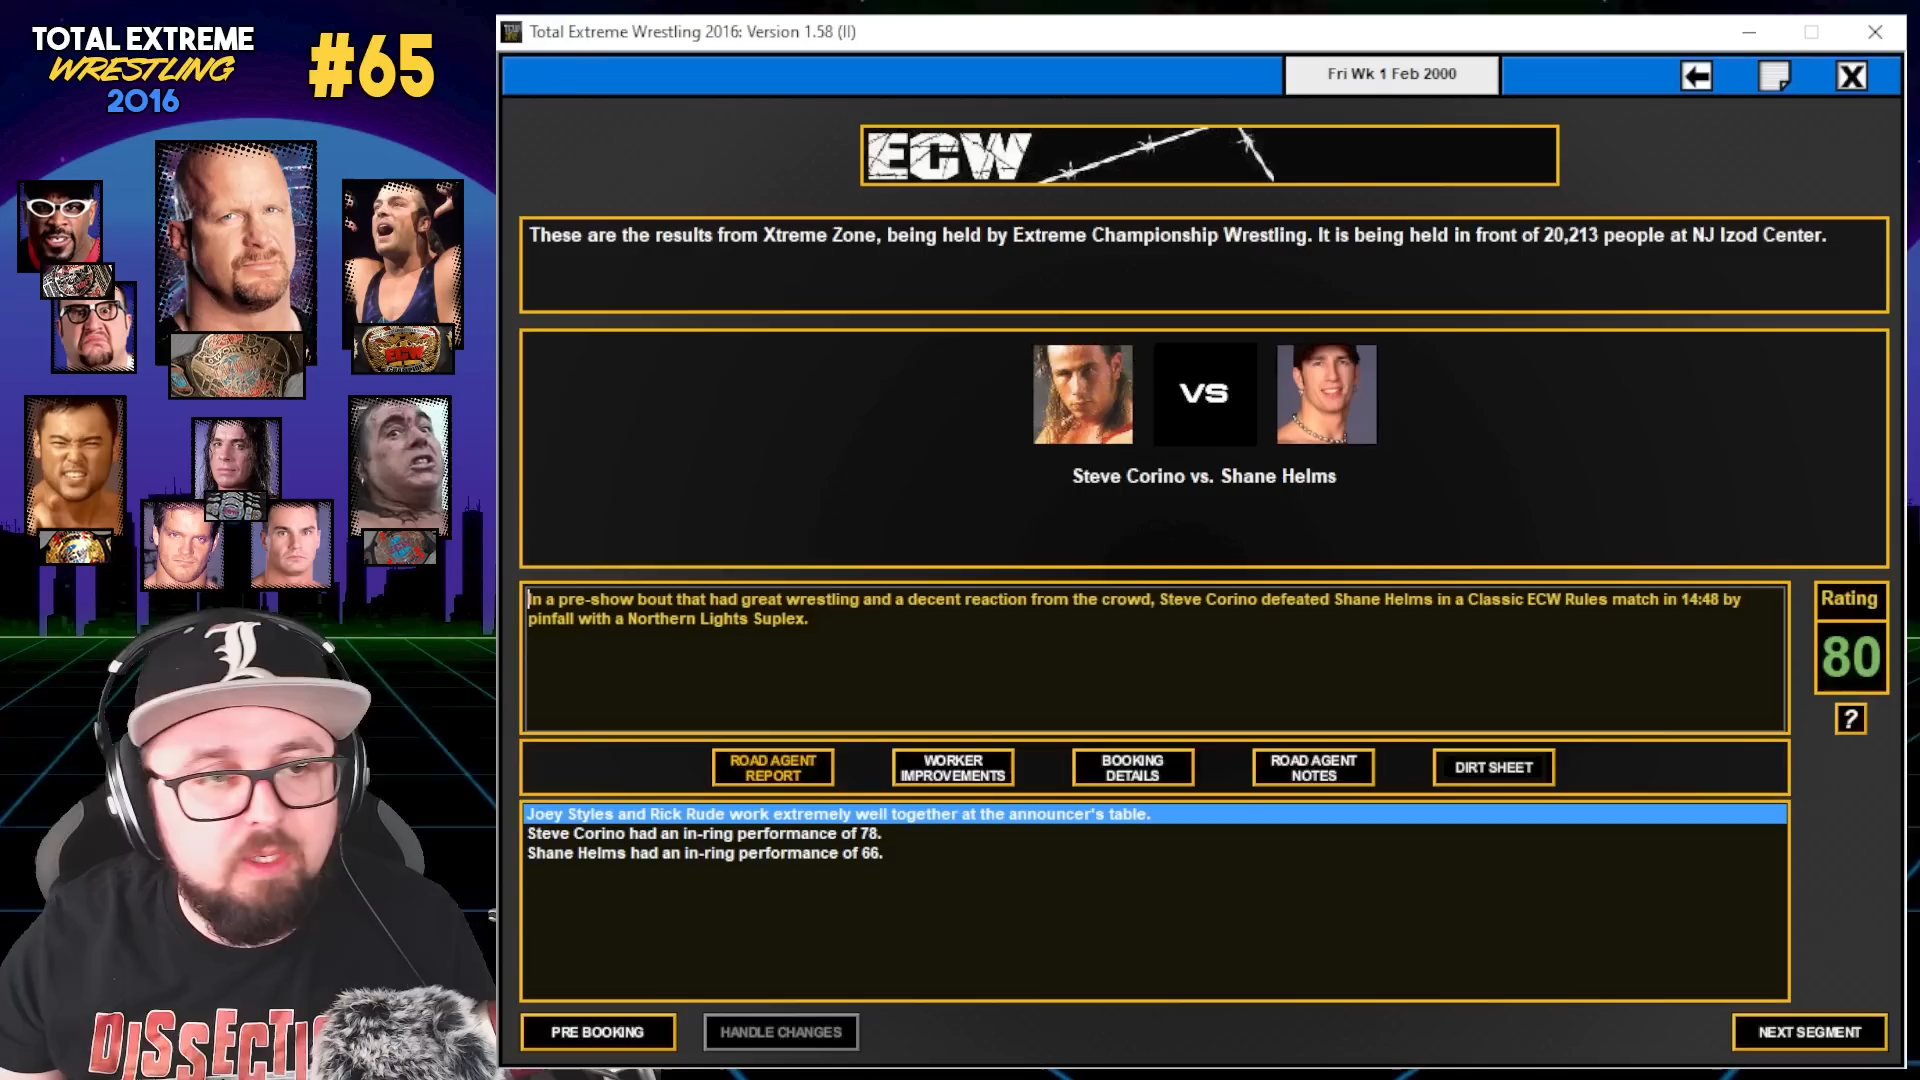 TOTAL EXTREME
WRESTLING
2016
#65
Total Extreme Wrestling 2016: Version 1.58 (II)
Fri Wk 1 Feb 2000
ECW
These are the results from Xtreme Zone, being held by Extreme Championship Wrestling. It is being held in front of 20,213 people at NJ Izod Center.
VS
Steve Corino vs. Shane Helms
In a pre-show bout that had great wrestling and a decent reaction from the crowd, Steve Corino defeated Shane Helms in a Classic ECW Rules match in 14:48 by
pinfall with a Northern Lights Suplex.
Rating
80
?
ROAD AGENT
REPORT
WORKER
IMPROVEMENTS
BOOKING
DETAILS
ROAD AGENT
NOTES
DIRT SHEET
Joey Styles and Rick Rude work extremely well together at the announcer's table.
Steve Corino had an in-ring performance of 78.
Shane Helms had an in-ring performance of 66.
PRE BOOKING
HANDLE CHANGES
NEXT SEGMENT
L
DISSECTI